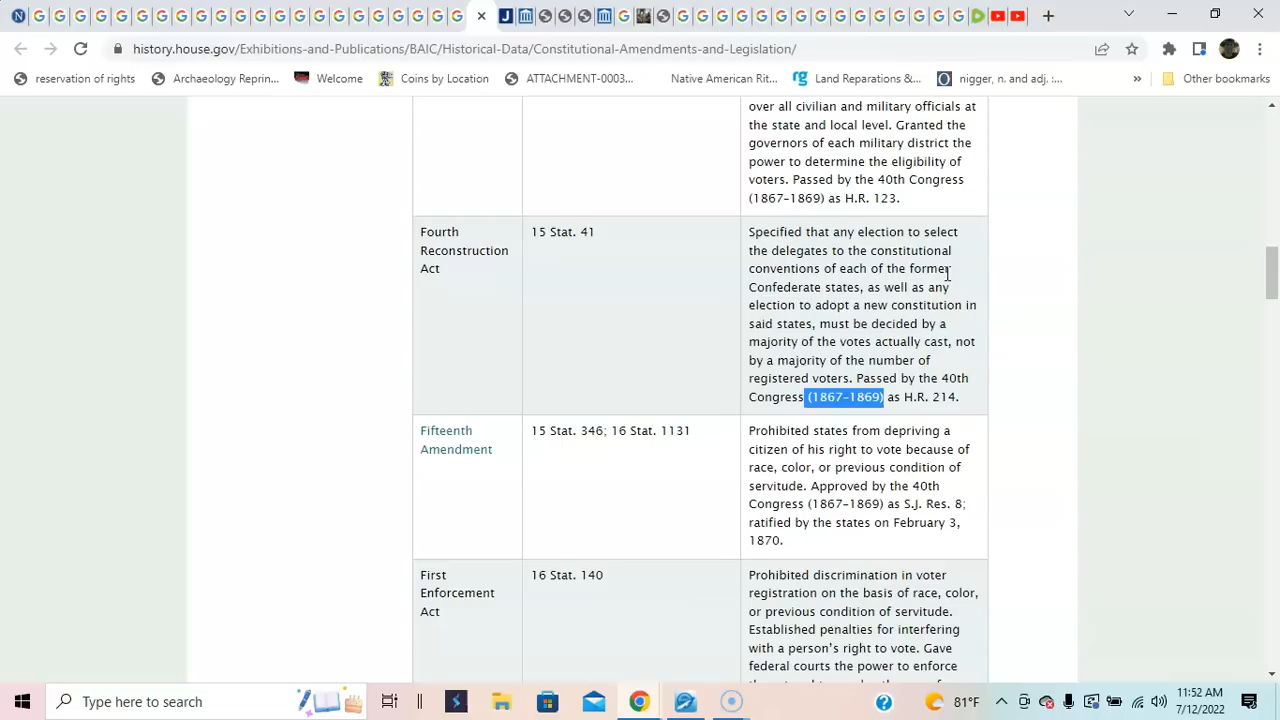 history.house.gov/Exhibitions-and-Publications/BAIC/Historical-Data/Constitutional-Amendments-and-Legislation/
reservation of rights
Archaeology Reprin...
Welcome
Coins by Location
ATTACHMENT-0003...
Native American Rit...
Land Reparations &...
nigger, n. and adj. :...
»
Other bookmarks
over all civilian and military officials at
the state and local level. Granted the
governors of each military district the
power to determine the eligibility of
voters. Passed by the 40th Congress
(1867–1869) as H.R. 123.
Fourth
Reconstruction
Act
15 Stat. 41
Specified that any election to select
the delegates to the constitutional
conventions of each of the former
Confederate states, as well as any
election to adopt a new constitution in
said states, must be decided by a
majority of the votes actually cast, not
by a majority of the number of
registered voters. Passed by the 40th
Congress (1867–1869) as H.R. 214.
Fifteenth
Amendment
15 Stat. 346; 16 Stat. 1131
Prohibited states from depriving a
citizen of his right to vote because of
race, color, or previous condition of
servitude. Approved by the 40th
Congress (1867–1869) as S.J. Res. 8;
ratified by the states on February 3,
1870.
First
Enforcement
Act
16 Stat. 140
Prohibited discrimination in voter
registration on the basis of race, color,
or previous condition of servitude.
Established penalties for interfering
with a person's right to vote. Gave
federal courts the power to enforce
Type here to search
81°F
11:52 AM
7/12/2022